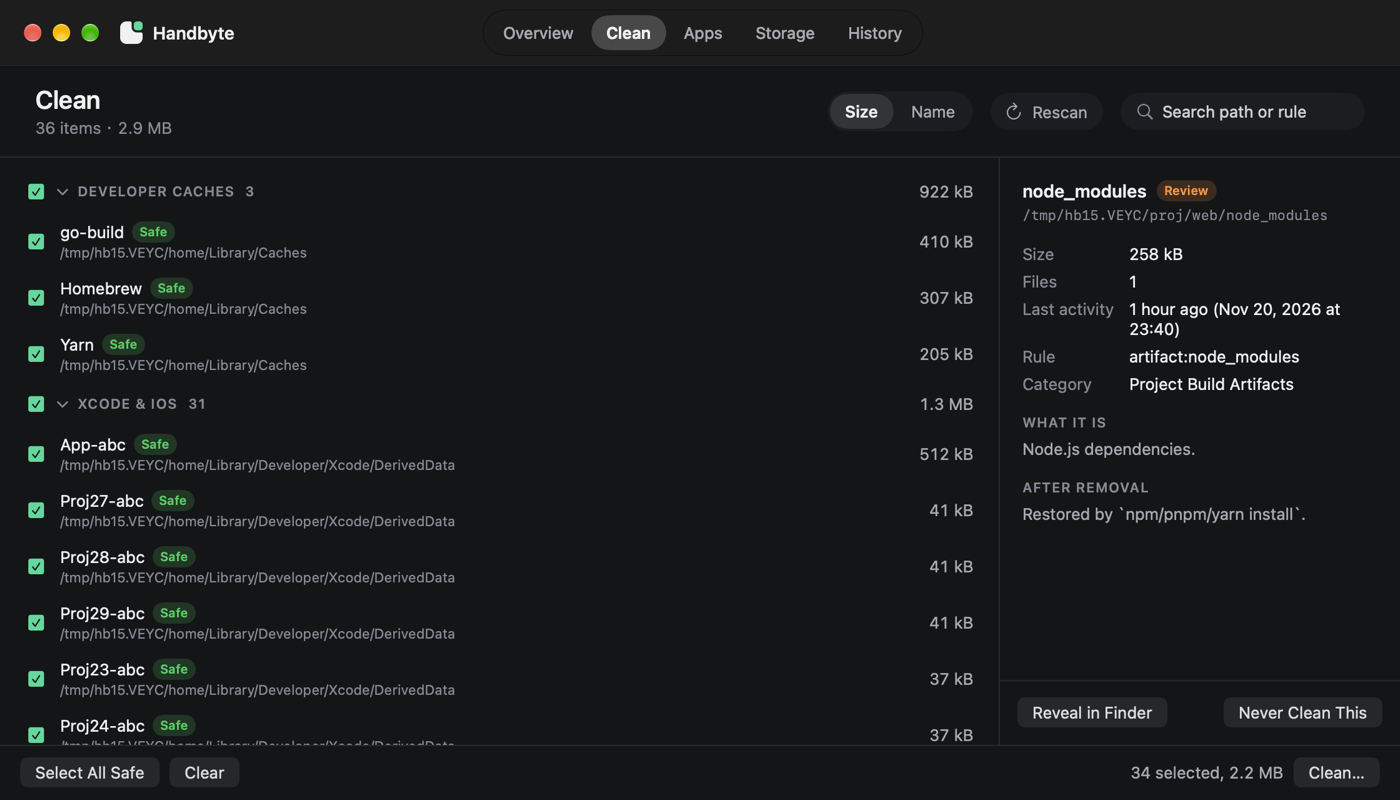 Handbyte
Overview
Clean
Apps
Storage
History
Clean
36 items · 2.9 MB
Size
Name
Rescan
Search path or rule
DEVELOPER CACHES 3
922 kB
go-build Safe
/tmp/hb15.VEYC/home/Library/Caches
410 kB
Homebrew Safe
/tmp/hb15.VEYC/home/Library/Caches
307 kB
Yarn Safe
/tmp/hb15.VEYC/home/Library/Caches
205 kB
XCODE & IOS 31
1.3 MB
App-abc Safe
/tmp/hb15.VEYC/home/Library/Developer/Xcode/DerivedData
512 kB
Proj27-abc Safe
/tmp/hb15.VEYC/home/Library/Developer/Xcode/DerivedData
41 kB
Proj28-abc Safe
/tmp/hb15.VEYC/home/Library/Developer/Xcode/DerivedData
41 kB
Proj29-abc Safe
/tmp/hb15.VEYC/home/Library/Developer/Xcode/DerivedData
41 kB
Proj23-abc Safe
/tmp/hb15.VEYC/home/Library/Developer/Xcode/DerivedData
37 kB
Proj24-abc Safe
37 kB
node_modules Review
/tmp/hb15.VEYC/proj/web/node_modules
Size 258 kB
Files 1
Last activity 1 hour ago (Nov 20, 2026 at
23:40)
Rule artifact:node_modules
Category Project Build Artifacts
WHAT IT IS
Node.js dependencies.
AFTER REMOVAL
Restored by `npm/pnpm/yarn install`.
Reveal in Finder
Never Clean This
Select All Safe
Clear
34 selected, 2.2 MB
Clean...